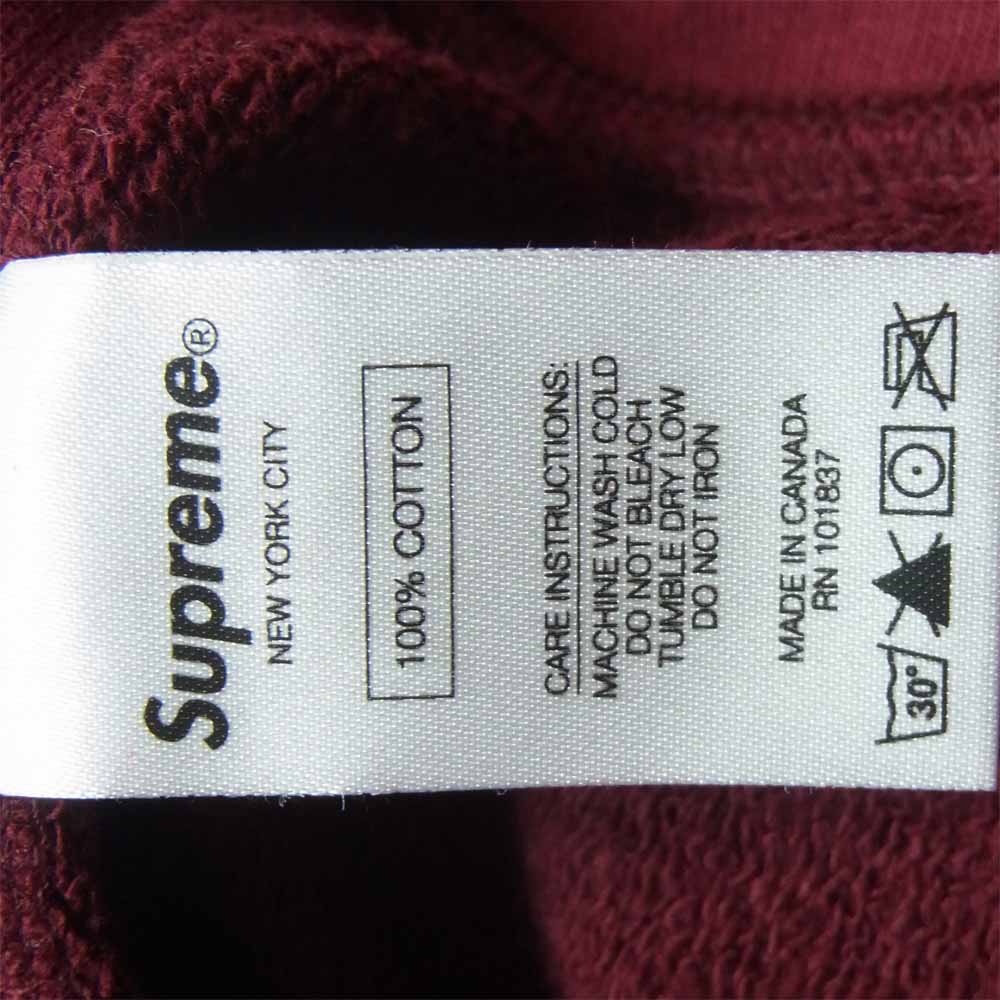 Supreme®
NEW YORK CITY
100% COTTON
CARE INSTRUCTIONS:
MACHINE WASH COLD
DO NOT BLEACH
TUMBLE DRY LOW
DO NOT IRON
MADE IN CANADA
RN 101837
30°